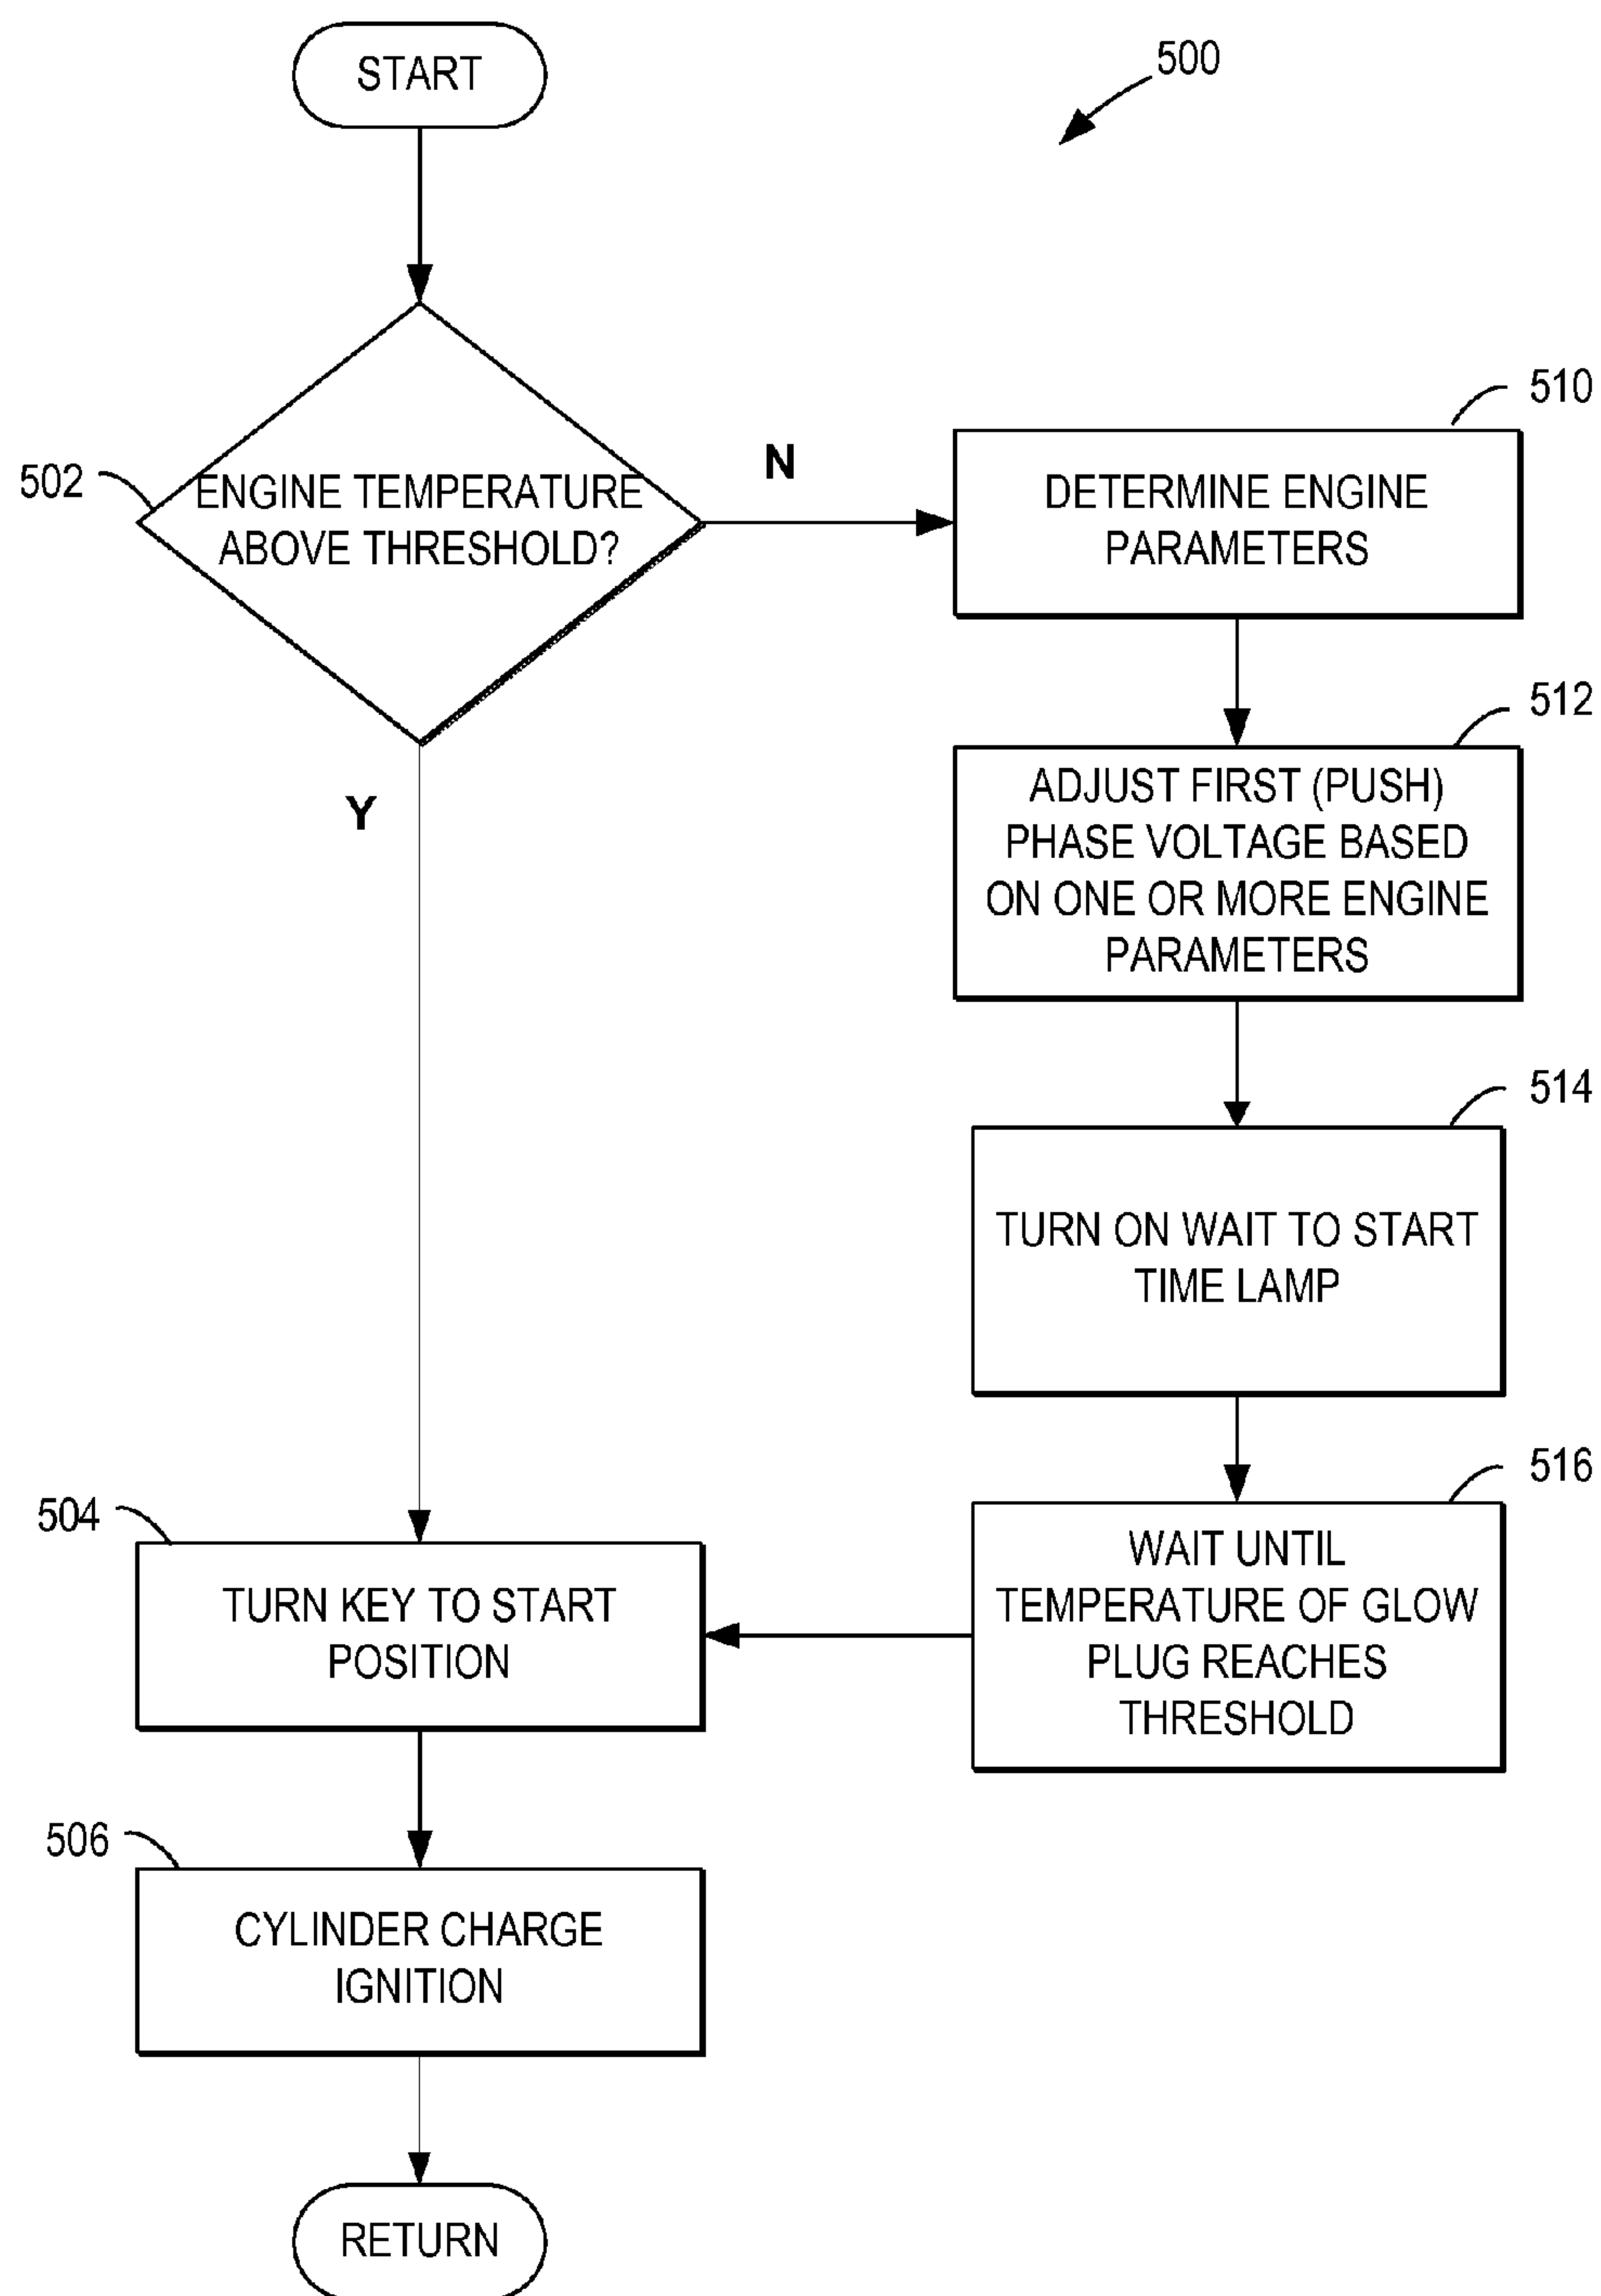 START
500
502
ENGINE TEMPERATURE
ABOVE THRESHOLD?
N
Y
510
DETERMINE ENGINE
PARAMETERS
512
ADJUST FIRST (PUSH)
PHASE VOLTAGE BASED
ON ONE OR MORE ENGINE
PARAMETERS
514
TURN ON WAIT TO START
TIME LAMP
516
WAIT UNTIL
TEMPERATURE OF GLOW
PLUG REACHES
THRESHOLD
504
TURN KEY TO START
POSITION
506
CYLINDER CHARGE
IGNITION
RETURN